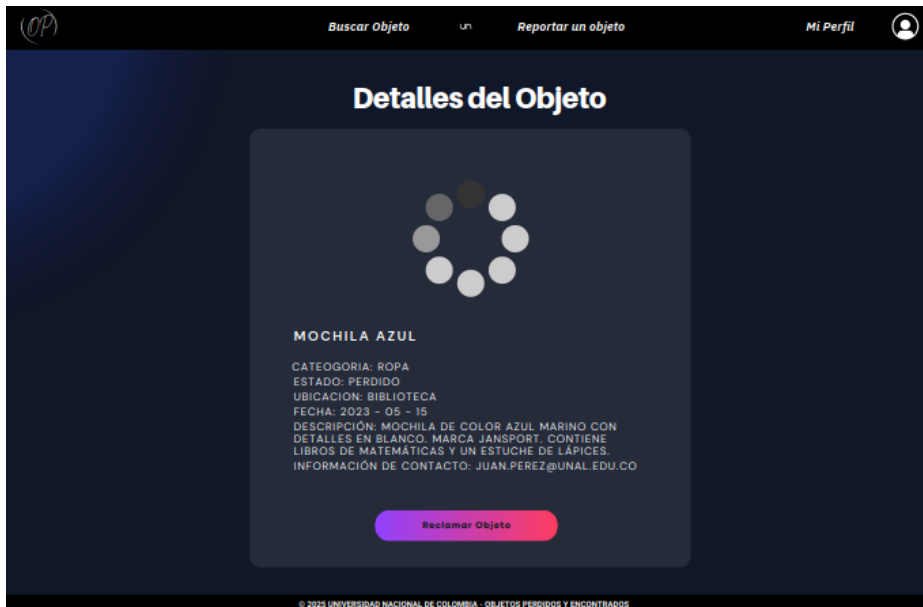 OP
Buscar Objeto un Reportar un objeto Mi Perfil
Detalles del Objeto
MOCHILA AZUL
CATEOGORIA: ROPA
ESTADO: PERDIDO
UBICACION: BIBLIOTECA
FECHA: 2023 - 05 - 15
DESCRIPCIÓN: MOCHILA DE COLOR AZUL MARINO CON
DETALLES EN BLANCO. MARCA JANSPORT. CONTIENE
LIBROS DE MATEMÁTICAS Y UN ESTUCHE DE LÁPICES.
INFORMACIÓN DE CONTACTO: JUAN.PEREZ@UNAL.EDU.CO
Reclamar Objeto
© 2025 UNIVERSIDAD NACIONAL DE COLOMBIA - OBJETOS PERDIDOS Y ENCONTRADOS